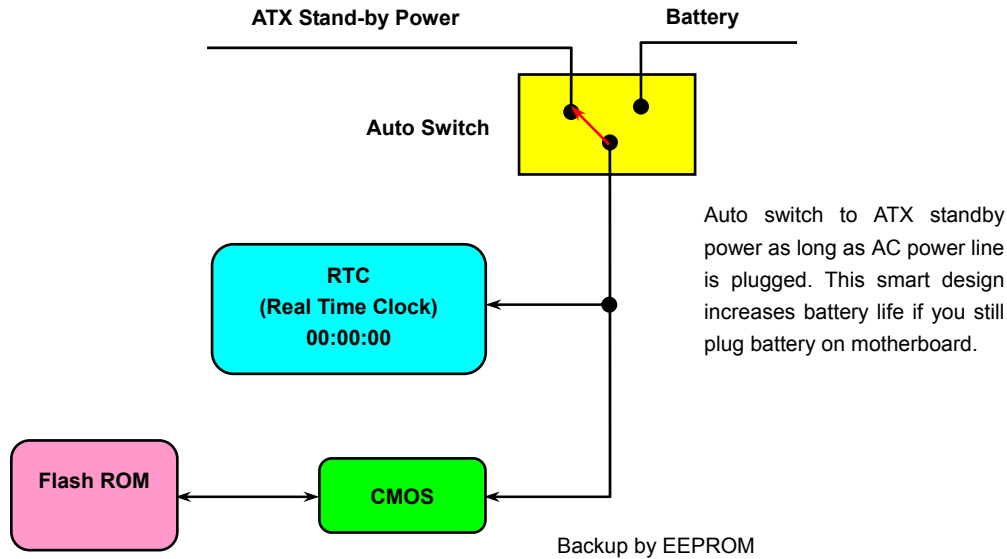 ATX Stand-by Power
Battery
Auto Switch
Auto switch to ATX standby
power as long as AC power line
is plugged. This smart design
increases battery life if you still
plug battery on motherboard.
RTC
(Real Time Clock)
00:00:00
Flash ROM
CMOS
Backup by EEPROM